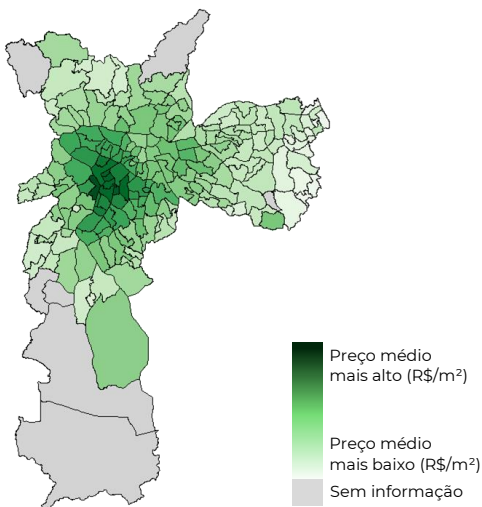 Preço médio
mais alto (R$/m²)
Preço médio
mais baixo (R$/m²)
Sem informação